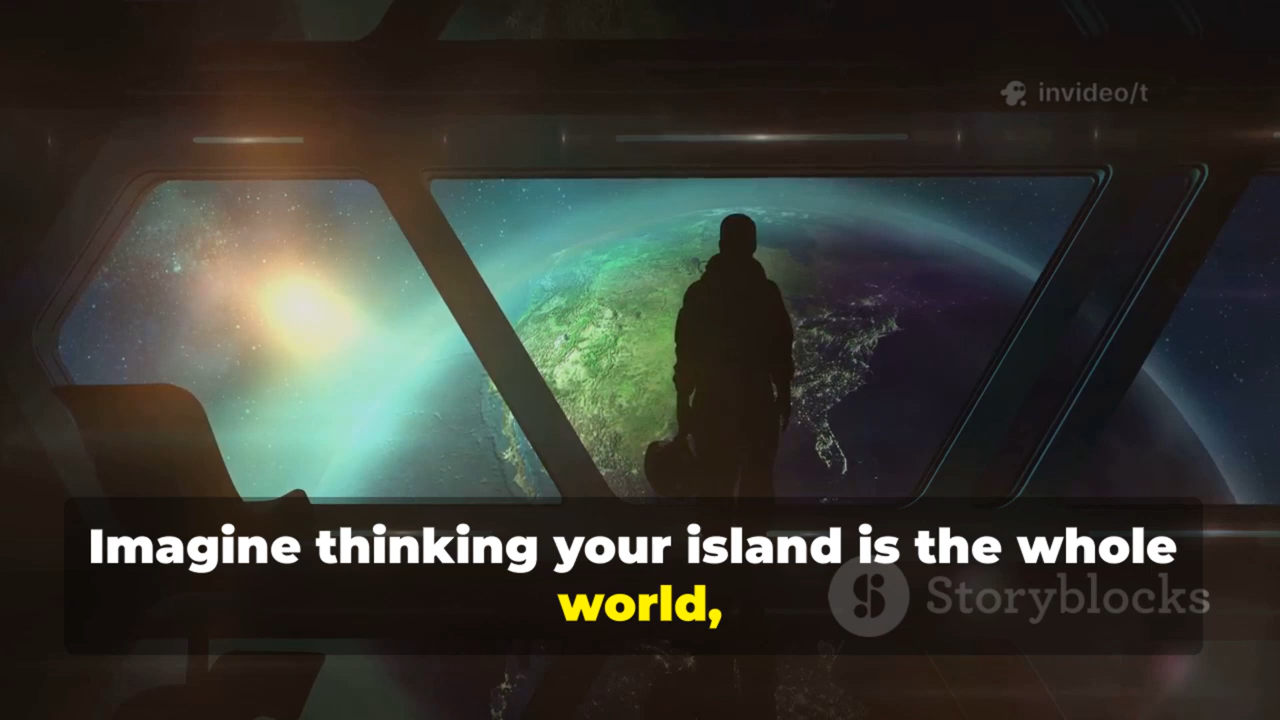 invideo/t
Imagine thinking your island is the whole
world,
Storyblocks